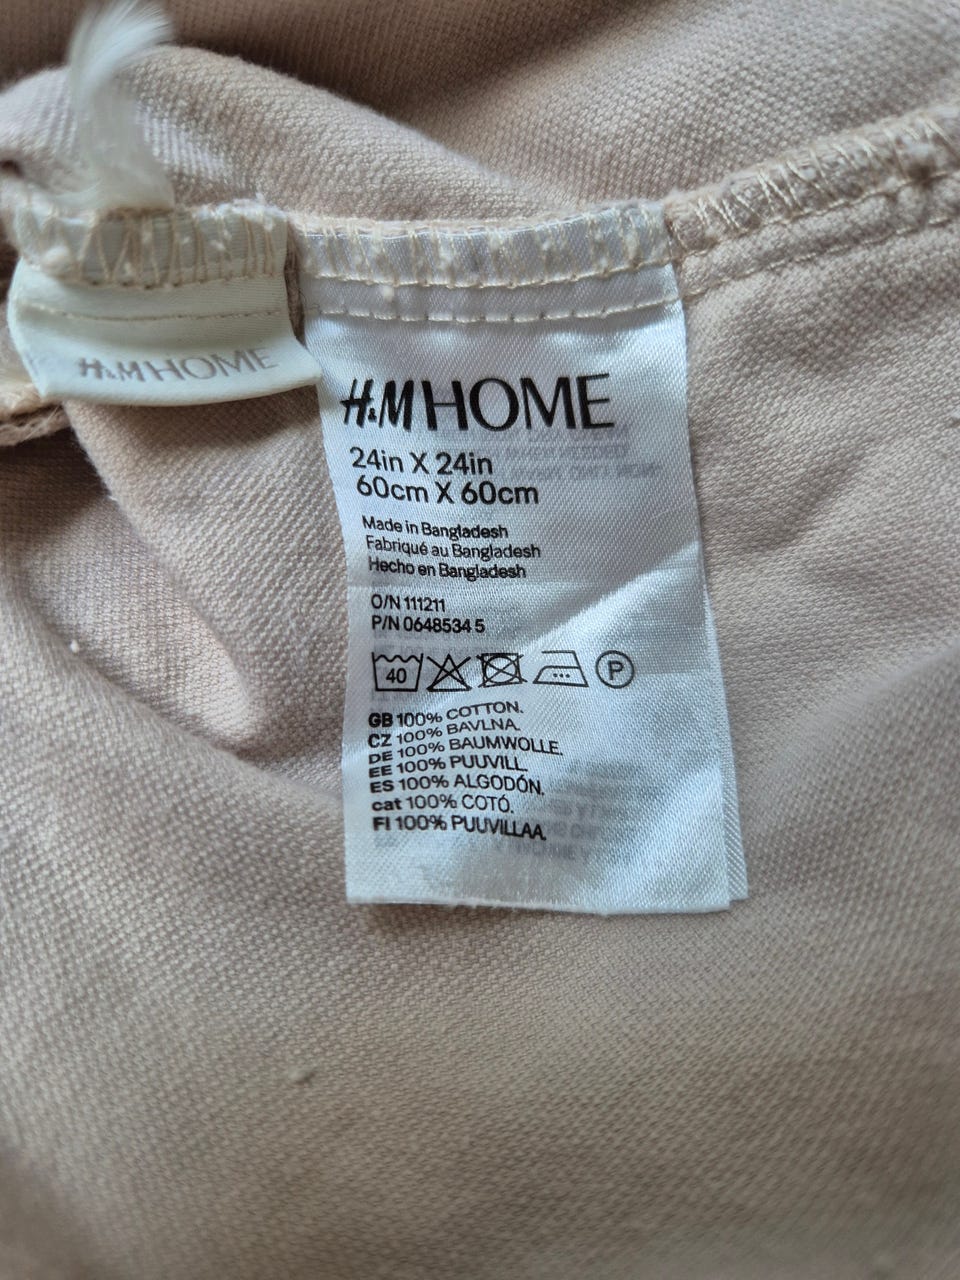 H&M HOME
H&M HOME
24in X 24in
60cm X 60cm
Made in Bangladesh
Fabriqué au Bangladesh
Hecho en Bangladesh
O/N 111211
P/N 0648534 5
40 P
GB 100% COTTON.
CZ 100% BAVLNA.
DE 100% BAUMWOLLE.
EE 100% PUUVILL.
ES 100% ALGODÓN.
cat 100% COTÓ.
FI 100% PUUVILLAA.